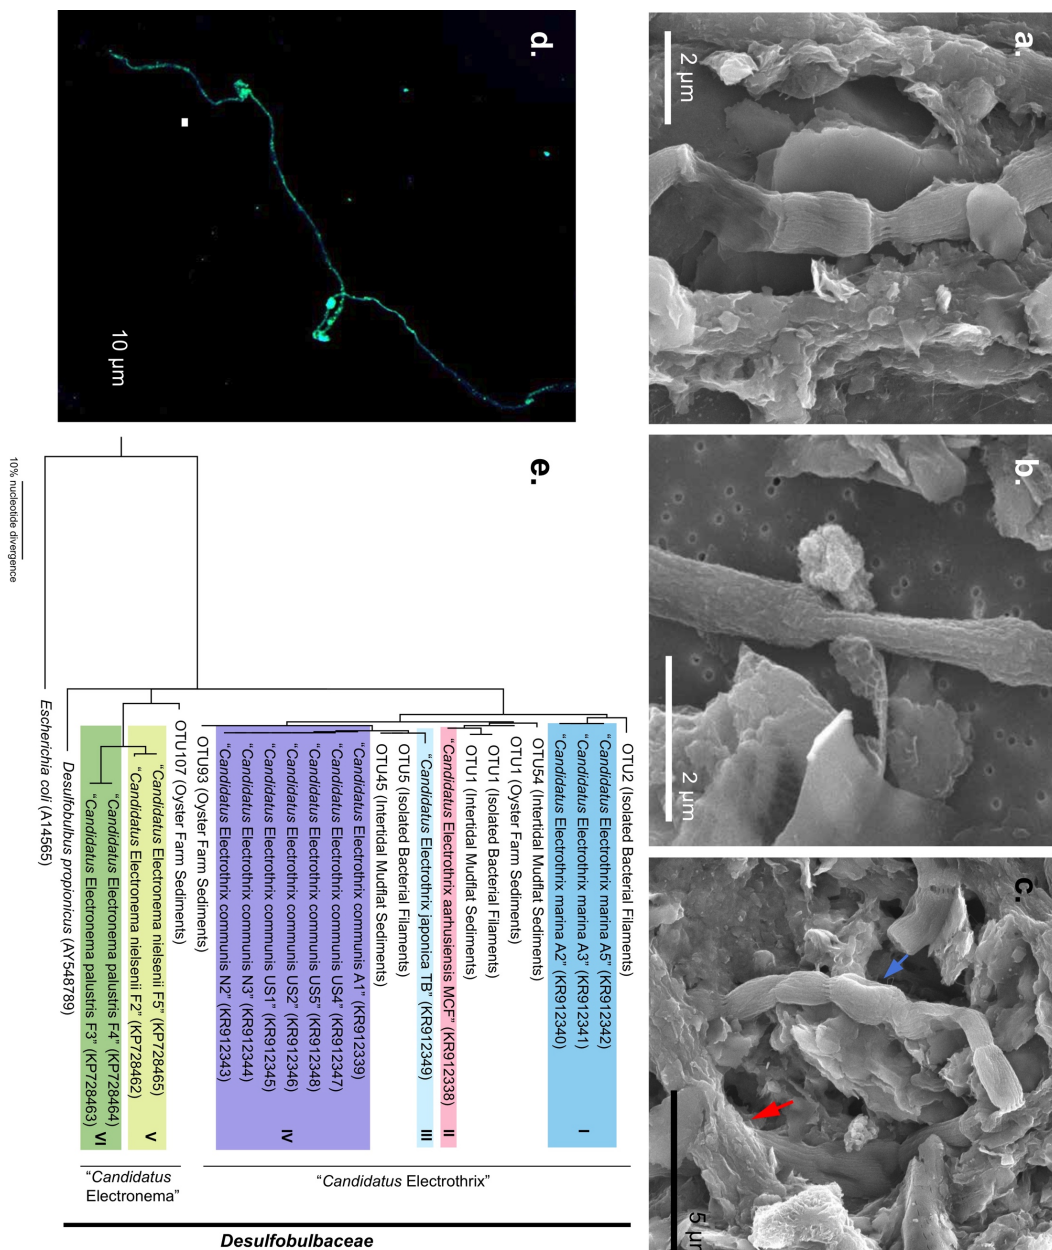 a.
2 µm
b.
2 µm
c.
5 µm
d.
10 µm
e.
OTU2 (Isolated Bacterial Filaments)
“Candidatus Electrothrix marina A5” (KR912342)
“Candidatus Electrothrix marina A3” (KR912341)
“Candidatus Electrothrix marina A2” (KR912340)
I
OTU54 (Intertidal Mudflat Sediments)
OTU1 (Oyster Farm Sediments)
OTU1 (Isolated Bacterial Filaments)
OTU1 (Intertidal Mudflat Sediments)
“Candidatus Electrothrix aarhusiensis MCF” (KR912338)
II
“Candidatus Electrothrix japonica TB” (KR912349)
III
OTU5 (Isolated Bacterial Filaments)
OTU45 (Intertidal Mudflat Sediments)
“Candidatus Electrothrix communis A1” (KR912339)
“Candidatus Electrothrix communis US4” (KR912347)
“Candidatus Electrothrix communis US5” (KR912348)
“Candidatus Electrothrix communis US2” (KR912346)
“Candidatus Electrothrix communis US1” (KR912345)
“Candidatus Electrothrix communis N3” (KR912344)
“Candidatus Electrothrix communis N2” (KR912343)
IV
OTU93 (Oyster Farm Sediments)
OTU107 (Oyster Farm Sediments)
“Candidatus Electronema nielsenii F5” (KP728465)
“Candidatus Electronema nielsenii F2” (KP728462)
V
“Candidatus Electronema palustris F4” (KP728464)
“Candidatus Electronema palustris F3” (KP728463)
VI
Desulfobulbus propionicus (AY548789)
Escherichia coli (A14565)
“Candidatus Electrothrix”
“Candidatus
Electronema”
Desulfobulbaceae
10% nucleotide divergence